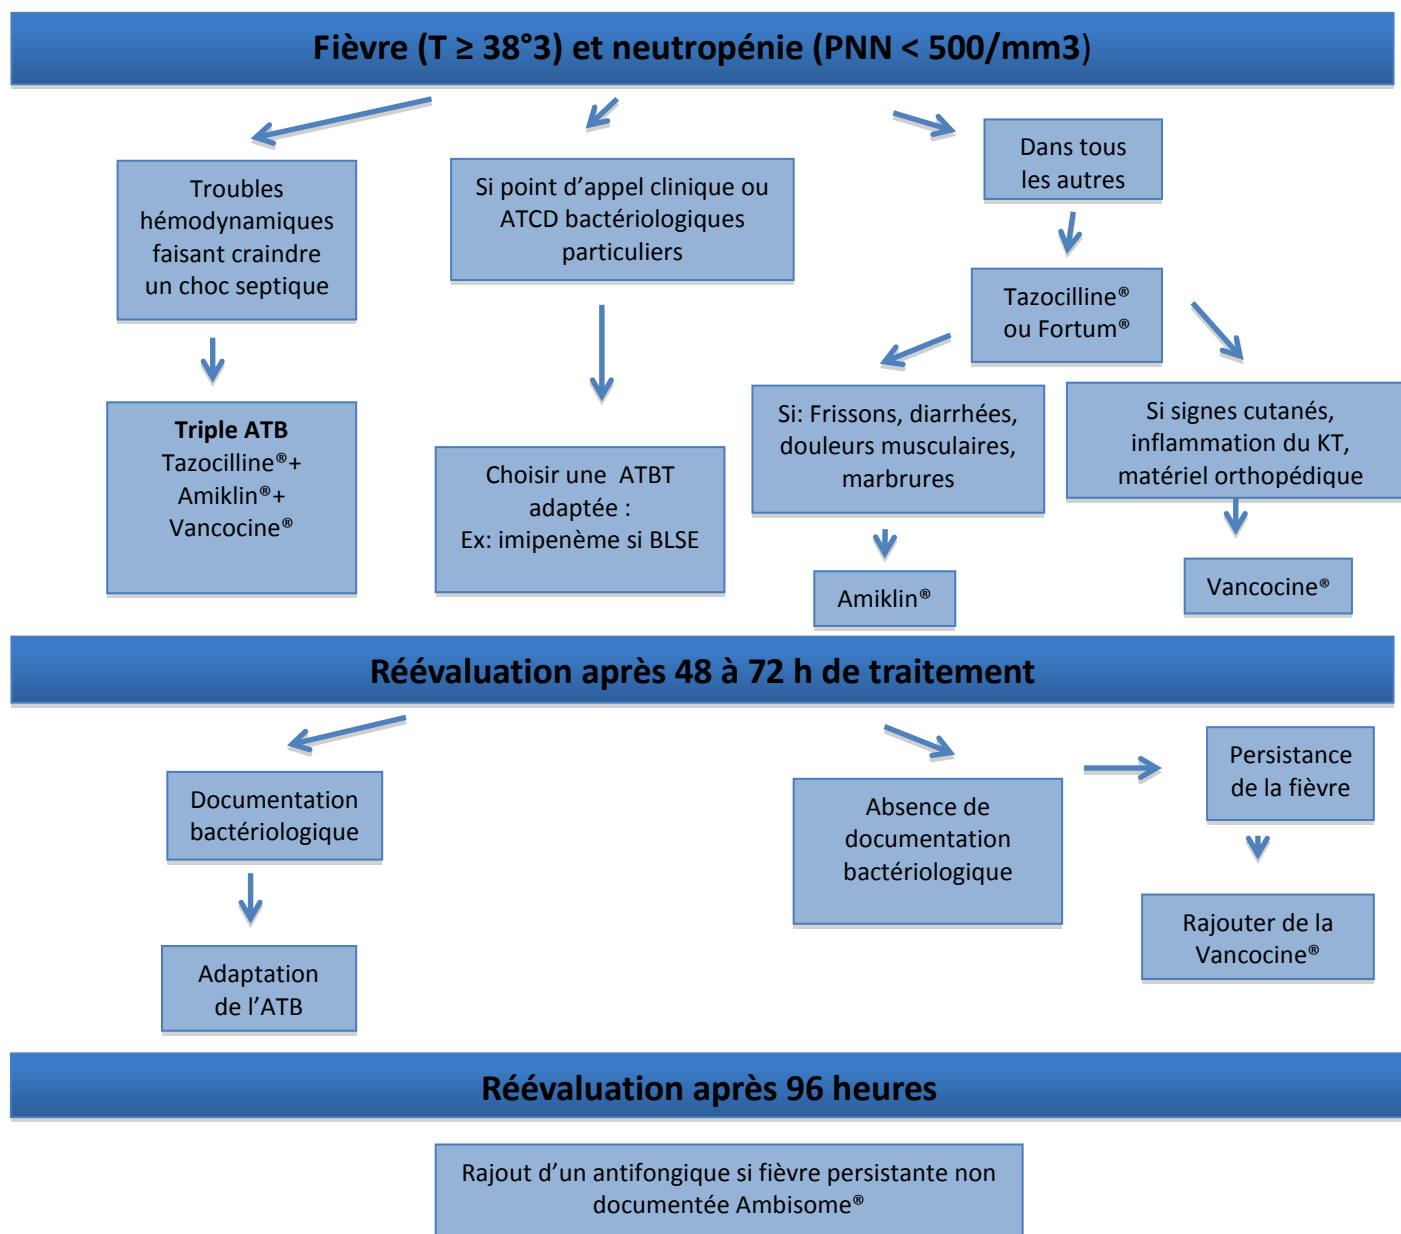 Fièvre (T ≥ 38°3) et neutropénie (PNN < 500/mm3)
Troubles
hémodynamiques
faisant craindre
un choc septique
Triple ATB
Tazocilline®+
Amiklin®+
Vancocine®
Si point d’appel clinique ou
ATCD bactériologiques
particuliers
Choisir une ATBT
adaptée :
Ex: imipenème si BLSE
Dans tous
les autres
Tazocilline®
ou Fortum®
Si: Frissons, diarrhées,
douleurs musculaires,
marbrures
Amiklin®
Si signes cutanés,
inflammation du KT,
matériel orthopédique
Vancocine®
Réévaluation après 48 à 72 h de traitement
Documentation
bactériologique
Adaptation
de l’ATB
Absence de
documentation
bactériologique
Persistance
de la fièvre
Rajouter de la
Vancocine®
Réévaluation après 96 heures
Rajout d’un antifongique si fièvre persistante non
documentée Ambisome®